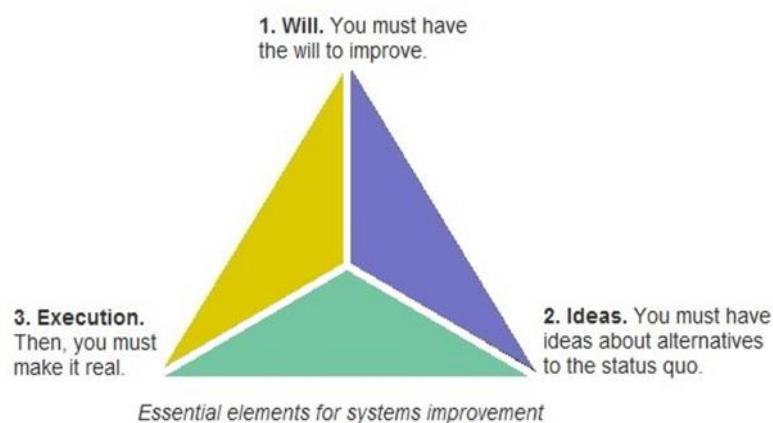 1. Will. You must have
the will to improve.
3. Execution.
Then, you must
make it real.
2. Ideas. You must have
ideas about alternatives
to the status quo.
Essential elements for systems improvement